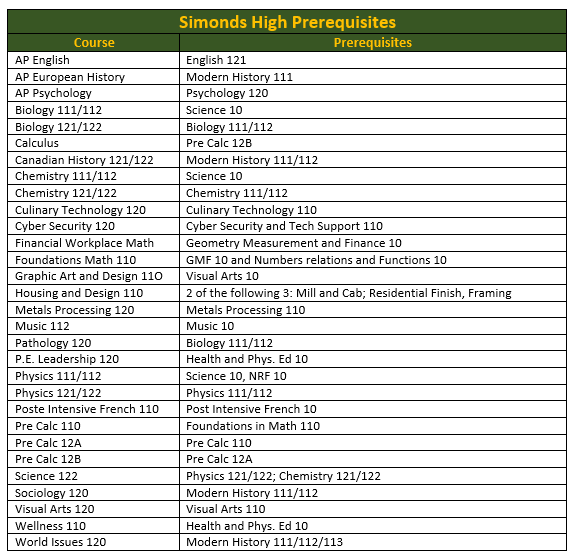 Simonds High Prerequisites
Course Prerequisites
AP English English 121
AP European History Modern History 111
AP Psychology Psychology 120
Biology 111/112 Science 10
Biology 121/122 Biology 111/112
Calculus Pre Calc 12B
Canadian History 121/122 Modern History 111/112
Chemistry 111/112 Science 10
Chemistry 121/122 Chemistry 111/112
Culinary Technology 120 Culinary Technology 110
Cyber Security 120 Cyber Security and Tech Support 110
Financial Workplace Math Geometry Measurement and Finance 10
Foundations Math 110 GMF 10 and Numbers relations and Functions 10
Graphic Art and Design 11O Visual Arts 10
Housing and Design 110 2 of the following 3: Mill and Cab; Residential Finish, Framing
Metals Processing 120 Metals Processing 110
Music 112 Music 10
Pathology 120 Biology 111/112
P.E. Leadership 120 Health and Phys. Ed 10
Physics 111/112 Science 10, NRF 10
Physics 121/122 Physics 111/112
Poste Intensive French 110 Post Intensive French 10
Pre Calc 110 Foundations in Math 110
Pre Calc 12A Pre Calc 110
Pre Calc 12B Pre Calc 12A
Science 122 Physics 121/122; Chemistry 121/122
Sociology 120 Modern History 111/112
Visual Arts 120 Visual Arts 110
Wellness 110 Health and Phys. Ed 10
World Issues 120 Modern History 111/112/113